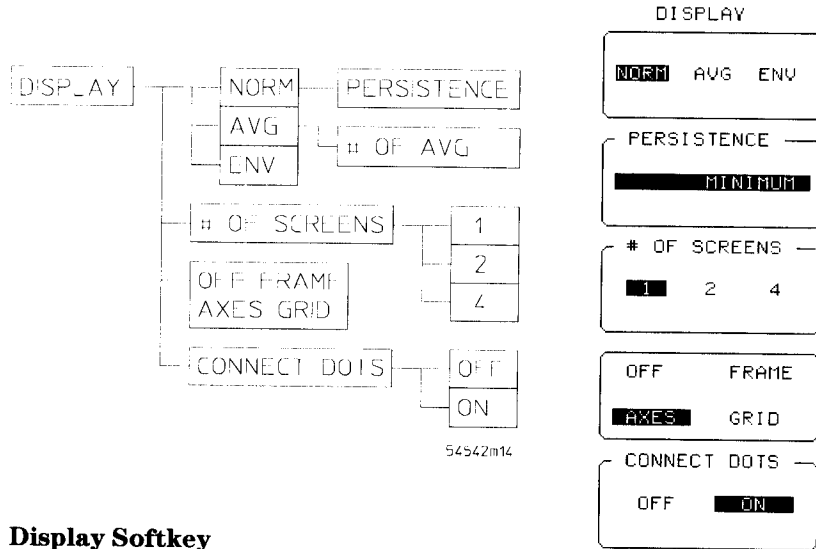 DISPLAY
NORM
PERSISTENCE
AVG
# OF AVG
ENV
# OF SCREENS
1
2
4
OFF FRAME
AXES GRID
CONNECT DOTS
OFF
ON
54542m14
DISPLAY
NORM AVG ENV
PERSISTENCE
MINIMUM
# OF SCREENS
1 2 4
OFF FRAME
AXES GRID
CONNECT DOTS
OFF ON
Display Softkey